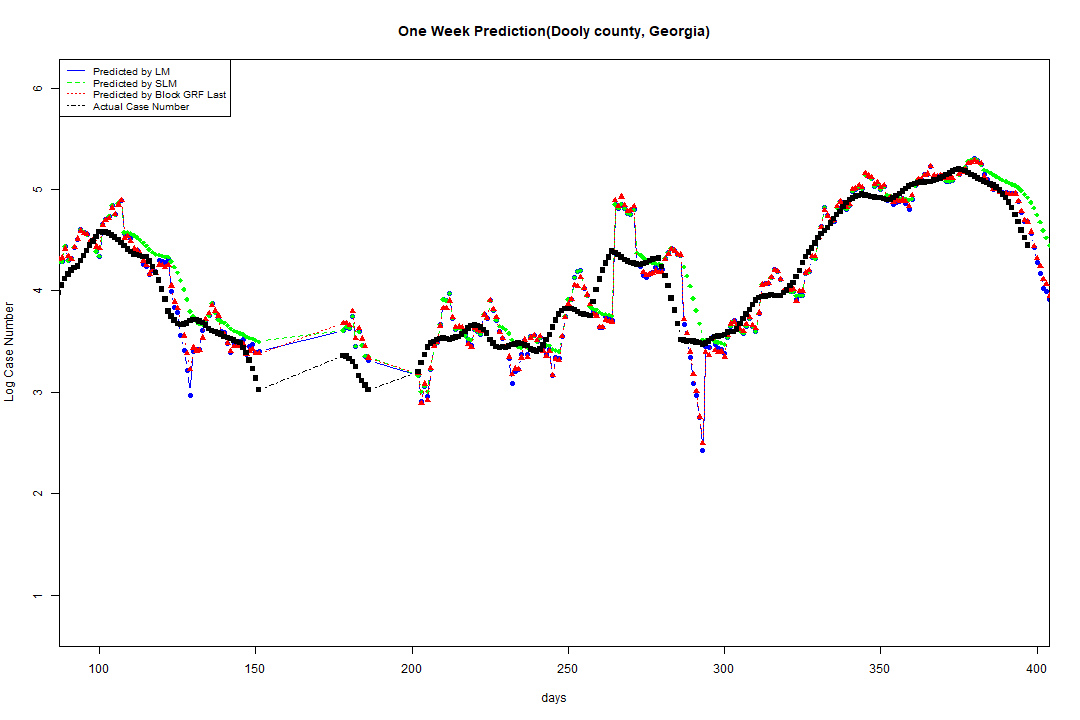 One Week Prediction(Dooly county, Georgia)
Predicted by LM
Predicted by SLM
Predicted by Block GRF Last
Actual Case Number
Log Case Number
6
5
4
3
2
1
100 150 200 250 300 350 400
days